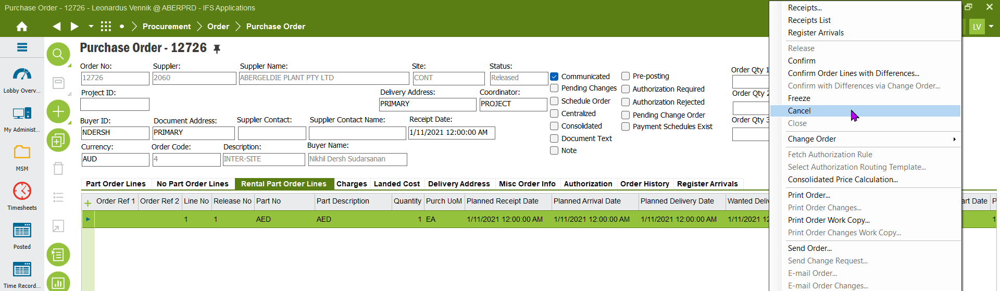 Purchase Order - 12726 - Leonardus Vennik @ ABERPRD - IFS Applications
Procurement
Order
Purchase Order
LV
Lobby Overv...
My Administ...
MSM
Timesheets
Posted
Time Record...
Purchase Order - 12726
Order No:
Supplier:
Supplier Name:
Site:
Status:
12726
2060
ABERGELDIE PLANT PTY LTD
CONT
Released
Project ID:
Delivery Address:
Coordinator:
PRIMARY
PROJECT
Buyer ID:
Document Address:
Supplier Contact:
Supplier Contact Name:
Receipt Date:
NDERSH
PRIMARY
1/11/2021 12:00:00 AM
Currency:
Order Code:
Description:
Buyer Name:
AUD
4
INTER-SITE
Nikhil Dersh Sudarsanan
Communicated
Pending Changes
Schedule Order
Centralized
Consolidated
Document Text
Note
Pre-posting
Authorization Required
Authorization Rejected
Pending Change Order
Payment Schedules Exist
Order Qty 1
Order Qty 2
Order Qty 3
Part Order Lines
No Part Order Lines
Rental Part Order Lines
Charges
Landed Cost
Delivery Address
Misc Order Info
Authorization
Order History
Register Arrivals
Order Ref 1
Order Ref 2
Line No
Release No
Part No
Part Description
Quantity
Purch UoM
Planned Receipt Date
Planned Arrival Date
Planned Delivery Date
Wanted Deliv
art Date
P
1
1
AED
AED
1
EA
1/11/2021 12:00:00 AM
1/11/2021 12:00:00 AM
1/11/2021 12:00:00 AM
1/11/2021 12
1
Receipts...
Receipts List
Register Arrivals
Release
Confirm
Confirm Order Lines with Differences...
Confirm with Differences via Change Order...
Freeze
Cancel
Close
Change Order
Fetch Authorization Rule
Select Authorization Routing Template...
Consolidated Price Calculation...
Print Order...
Print Order Changes...
Print Order Work Copy...
Print Order Changes Work Copy...
Send Order...
Send Change Request...
E-mail Order...
E-mail Order Changes...